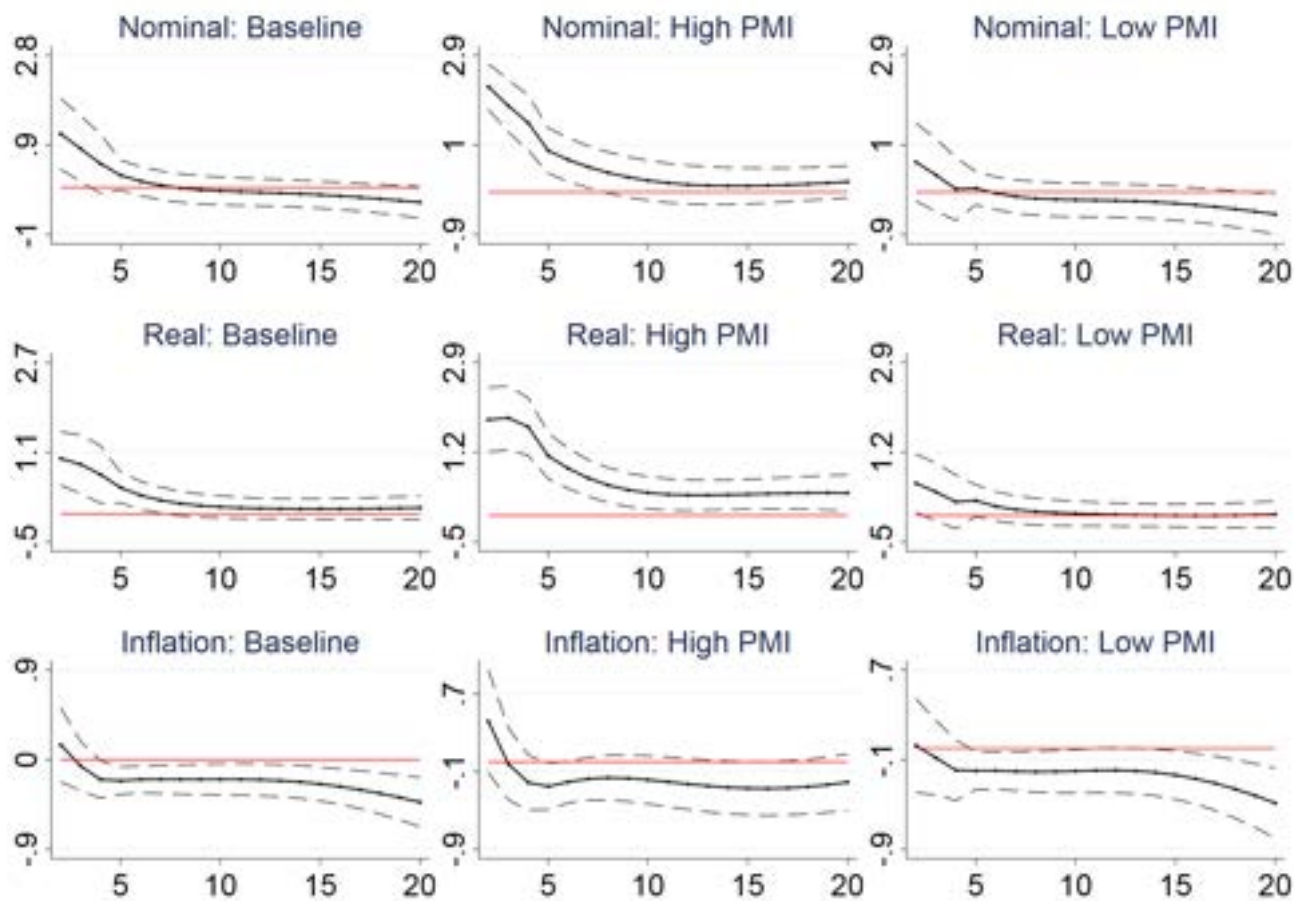 Nominal: Baseline
Nominal: High PMI
Nominal: Low PMI
2.8
.9
-1
5 10 15 20
2.9
1
-.9
5 10 15 20
2.9
1
-.9
5 10 15 20
Real: Baseline
Real: High PMI
Real: Low PMI
2.7
1.1
-.5
5 10 15 20
2.9
1.2
-.5
5 10 15 20
2.9
1.2
-.5
5 10 15 20
Inflation: Baseline
Inflation: High PMI
Inflation: Low PMI
.9
0
-.9
5 10 15 20
.7
-.1
-.9
5 10 15 20
.7
-.1
-.9
5 10 15 20